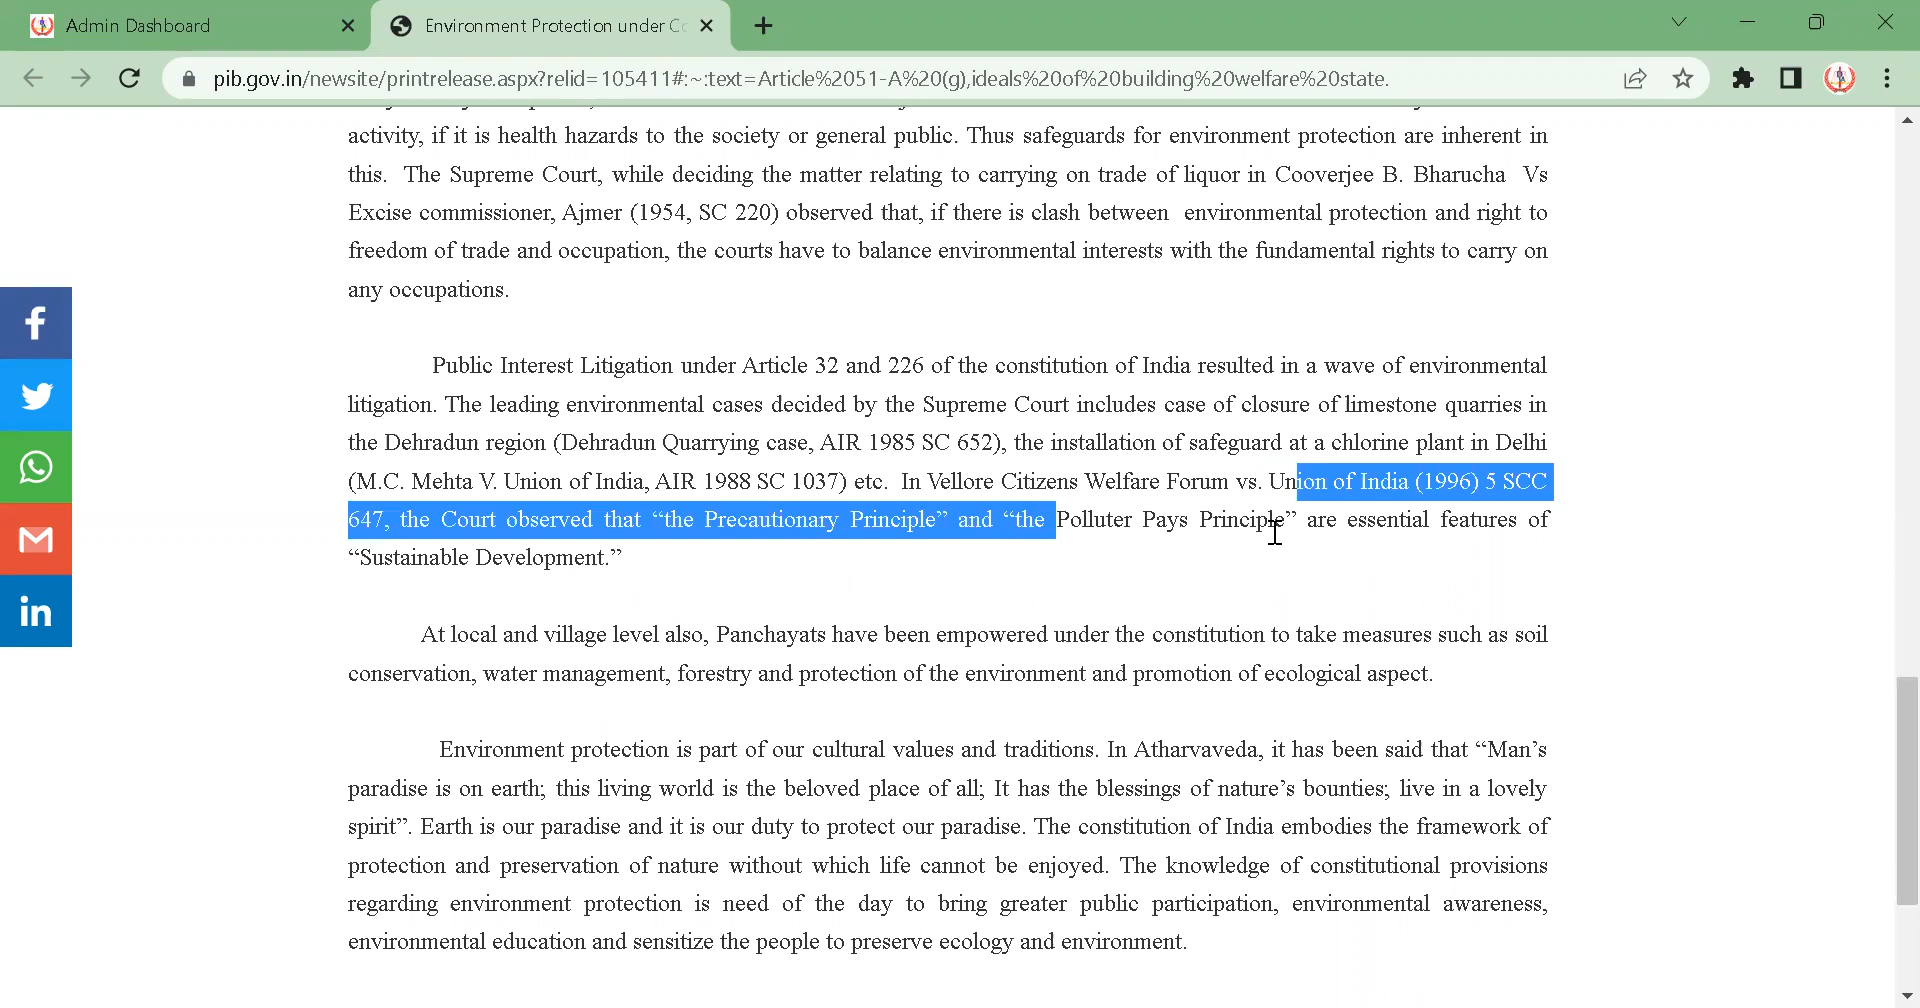 Admin Dashboard
Environment Protection under Co
pib.gov.in/newsite/printrelease.aspx?relid=105411#:~:text=Article%2051-A%20(g),ideals%20of%20building%20welfare%20state.
activity, if it is health hazards to the society or general public. Thus safeguards for environment protection are inherent in
this. The Supreme Court, while deciding the matter relating to carrying on trade of liquor in Cooverjee B. Bharucha Vs
Excise commissioner, Ajmer (1954, SC 220) observed that, if there is clash between environmental protection and right to
freedom of trade and occupation, the courts have to balance environmental interests with the fundamental rights to carry on
any occupations.
Public Interest Litigation under Article 32 and 226 of the constitution of India resulted in a wave of environmental
litigation. The leading environmental cases decided by the Supreme Court includes case of closure of limestone quarries in
the Dehradun region (Dehradun Quarrying case, AIR 1985 SC 652), the installation of safeguard at a chlorine plant in Delhi
(M.C. Mehta V. Union of India, AIR 1988 SC 1037) etc. In Vellore Citizens Welfare Forum vs. Union of India (1996) 5 SCC
647, the Court observed that “the Precautionary Principle” and “the Polluter Pays Principle” are essential features of
“Sustainable Development.”
At local and village level also, Panchayats have been empowered under the constitution to take measures such as soil
conservation, water management, forestry and protection of the environment and promotion of ecological aspect.
Environment protection is part of our cultural values and traditions. In Atharvaveda, it has been said that “Man’s
paradise is on earth; this living world is the beloved place of all; It has the blessings of nature’s bounties; live in a lovely
spirit”. Earth is our paradise and it is our duty to protect our paradise. The constitution of India embodies the framework of
protection and preservation of nature without which life cannot be enjoyed. The knowledge of constitutional provisions
regarding environment protection is need of the day to bring greater public participation, environmental awareness,
environmental education and sensitize the people to preserve ecology and environment.